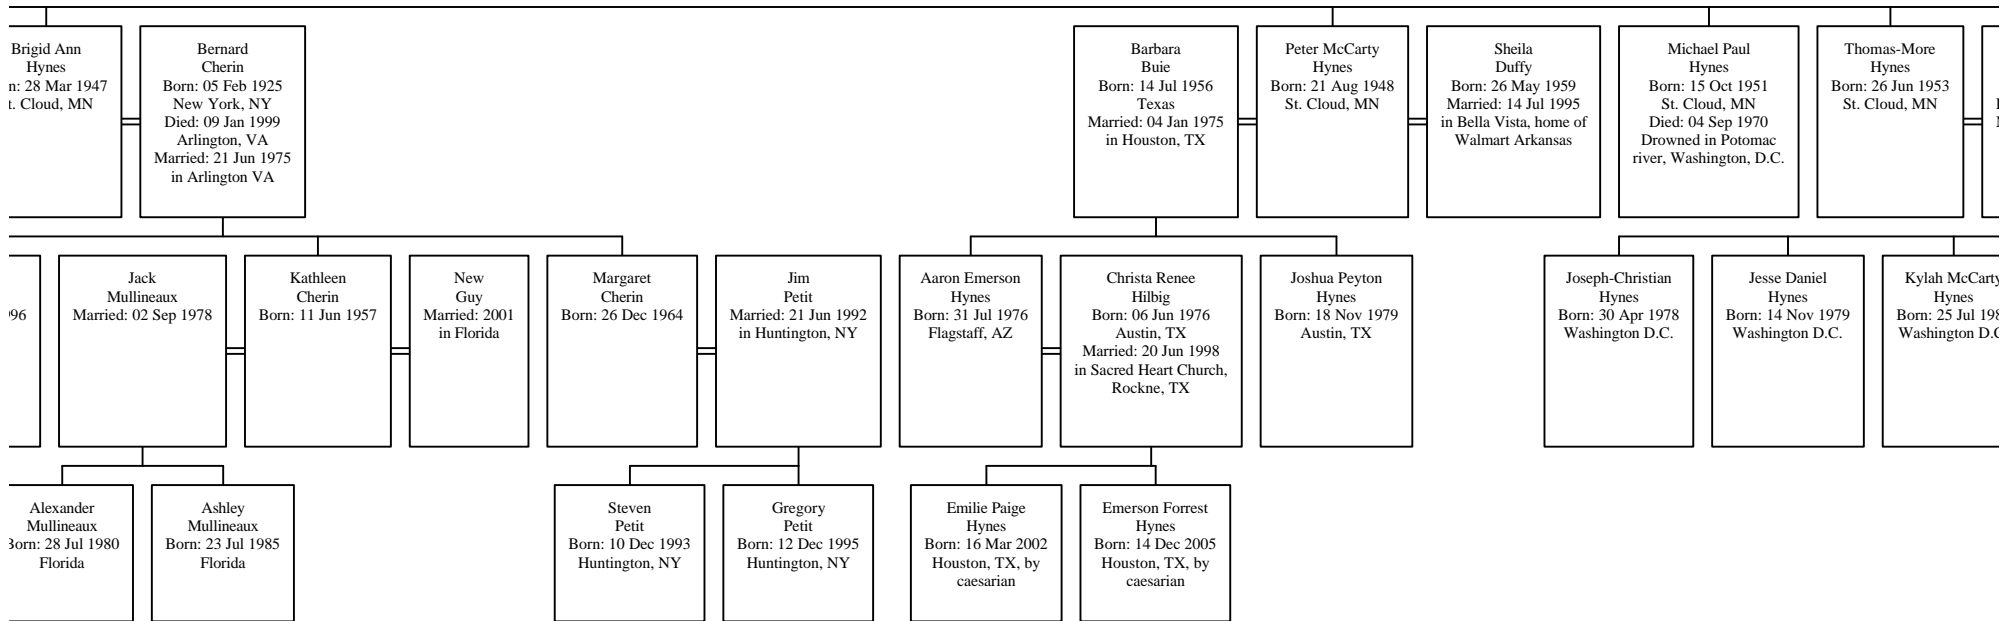 Brigid Ann
Hynes
n: 28 Mar 1947
t. Cloud, MN
Bernard
Cherin
Born: 05 Feb 1925
New York, NY
Died: 09 Jan 1999
Arlington, VA
Married: 21 Jun 1975
in Arlington VA
Barbara
Buie
Born: 14 Jul 1956
Texas
Married: 04 Jan 1975
in Houston, TX
Peter McCarty
Hynes
Born: 21 Aug 1948
St. Cloud, MN
Sheila
Duffy
Born: 26 May 1959
Married: 14 Jul 1995
in Bella Vista, home of
Walmart Arkansas
Michael Paul
Hynes
Born: 15 Oct 1951
St. Cloud, MN
Died: 04 Sep 1970
Drowned in Potomac
river, Washington, D.C.
Thomas-More
Hynes
Born: 26 Jun 1953
St. Cloud, MN
96
Jack
Mullineaux
Married: 02 Sep 1978
Kathleen
Cherin
Born: 11 Jun 1957
New
Guy
Married: 2001
in Florida
Margaret
Cherin
Born: 26 Dec 1964
Jim
Petit
Married: 21 Jun 1992
in Huntington, NY
Aaron Emerson
Hynes
Born: 31 Jul 1976
Flagstaff, AZ
Christa Renee
Hilbig
Born: 06 Jun 1976
Austin, TX
Married: 20 Jun 1998
in Sacred Heart Church,
Rockne, TX
Joshua Peyton
Hynes
Born: 18 Nov 1979
Austin, TX
Joseph-Christian
Hynes
Born: 30 Apr 1978
Washington D.C.
Jesse Daniel
Hynes
Born: 14 Nov 1979
Washington D.C.
Kylah McCarty
Hynes
Born: 25 Jul 198
Washington D.C
Alexander
Mullineaux
Born: 28 Jul 1980
Florida
Ashley
Mullineaux
Born: 23 Jul 1985
Florida
Steven
Petit
Born: 10 Dec 1993
Huntington, NY
Gregory
Petit
Born: 12 Dec 1995
Huntington, NY
Emilie Paige
Hynes
Born: 16 Mar 2002
Houston, TX, by
caesarian
Emerson Forrest
Hynes
Born: 14 Dec 2005
Houston, TX, by
caesarian